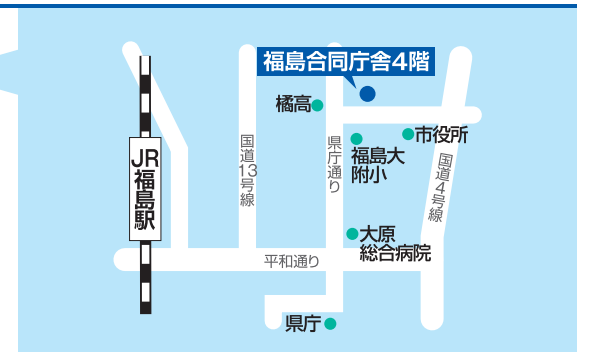 福島合同庁舎4階
橘高
市役所
福島大
附小
国道13号線
県庁通り
国道4号線
JR
福島駅
大原
総合病院
平和通り
県庁